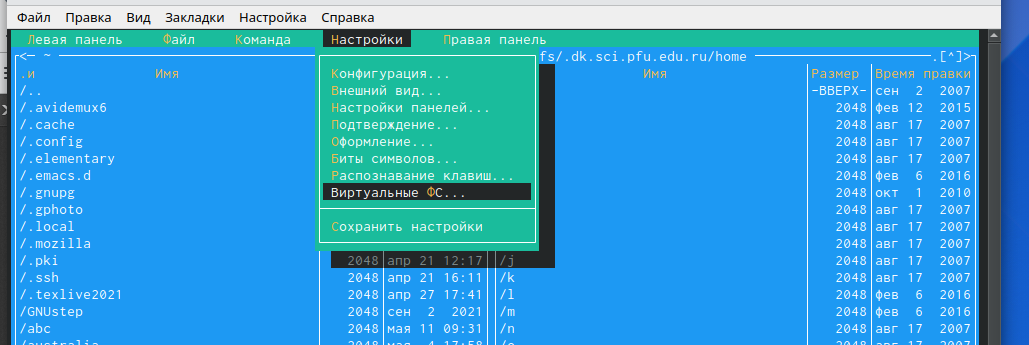 Файл Правка Вид Закладки Настройка Справка
Левая панель Файл Команда Настройки Правая панель
<─ ~ fs/.dk.sci.pfu.edu.ru/home .[^]>
.и Имя Конфигурация... Имя Размер Время правки
/.. Внешний вид... -ВВЕРХ- сен 2 2007
/.avidemux6 Настройки панелей... 2048 фев 12 2015
/.cache Подтверждение... 2048 авг 17 2007
/.config Оформление... 2048 авг 17 2007
/.elementary Биты символов... 2048 авг 17 2007
/.emacs.d Распознавание клавиш... 2048 фев 6 2016
/.gnupg Виртуальные ФС... 2048 окт 1 2010
/.gphoto 2048 авг 17 2007
/.local Сохранить настройки 2048 авг 17 2007
/.mozilla 2048 авг 17 2007
/.pki 2048 апр 21 12:17 /j 2048 авг 17 2007
/.ssh 2048 апр 21 16:11 /k 2048 авг 17 2007
/.texlive2021 2048 апр 27 17:41 /l 2048 фев 6 2016
/GNUstep 2048 сен 2 2021 /m 2048 фев 6 2016
/abc 2048 мая 11 09:31 /n 2048 авг 17 2007